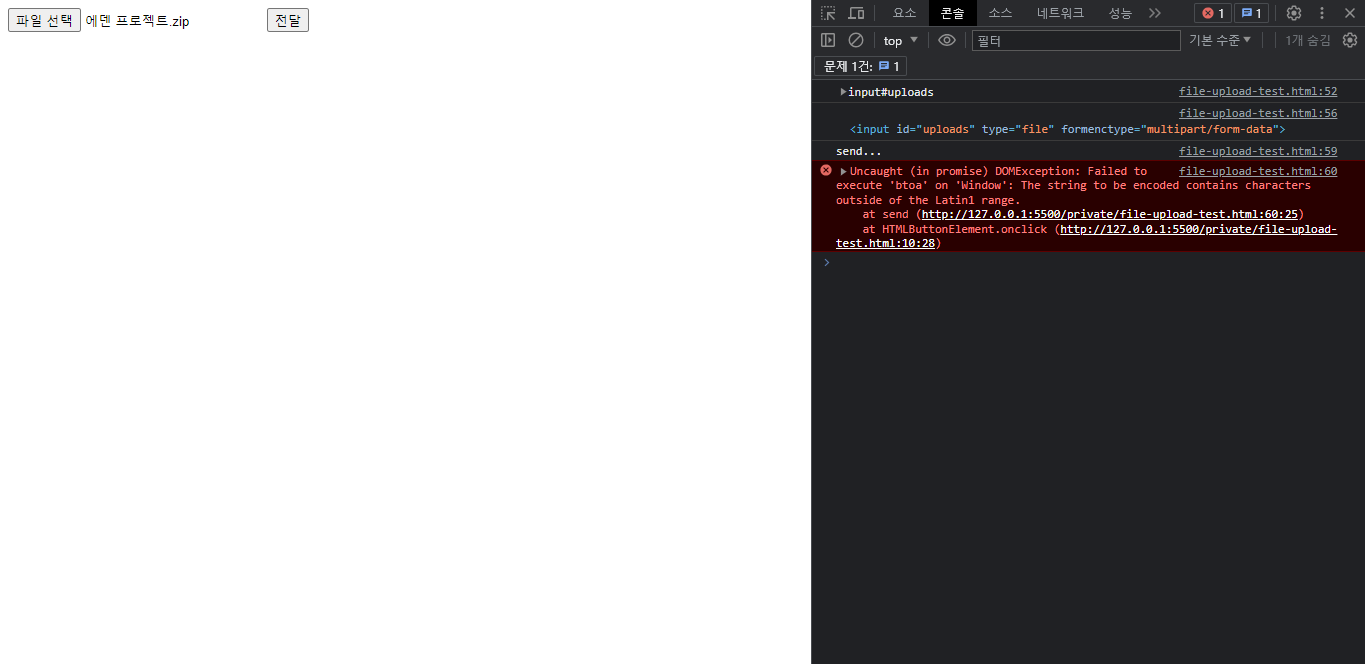 파일 선택 에덴 프로젝트.zip 전달
요소 콘솔 소스 네트워크 성능 1 1
top 필터 기본 수준 1개 숨김
문제 1건: 1
input#uploads file-upload-test.html:52
file-upload-test.html:56
<input id="uploads" type="file" formenctype="multipart/form-data">
send... file-upload-test.html:59
Uncaught (in promise) DOMException: Failed to file-upload-test.html:60
execute 'btoa' on 'Window': The string to be encoded contains characters
outside of the Latin1 range.
at send (http://127.0.0.1:5500/private/file-upload-test.html:60:25)
at HTMLButtonElement.onclick (http://127.0.0.1:5500/private/file-upload-
test.html:10:28)